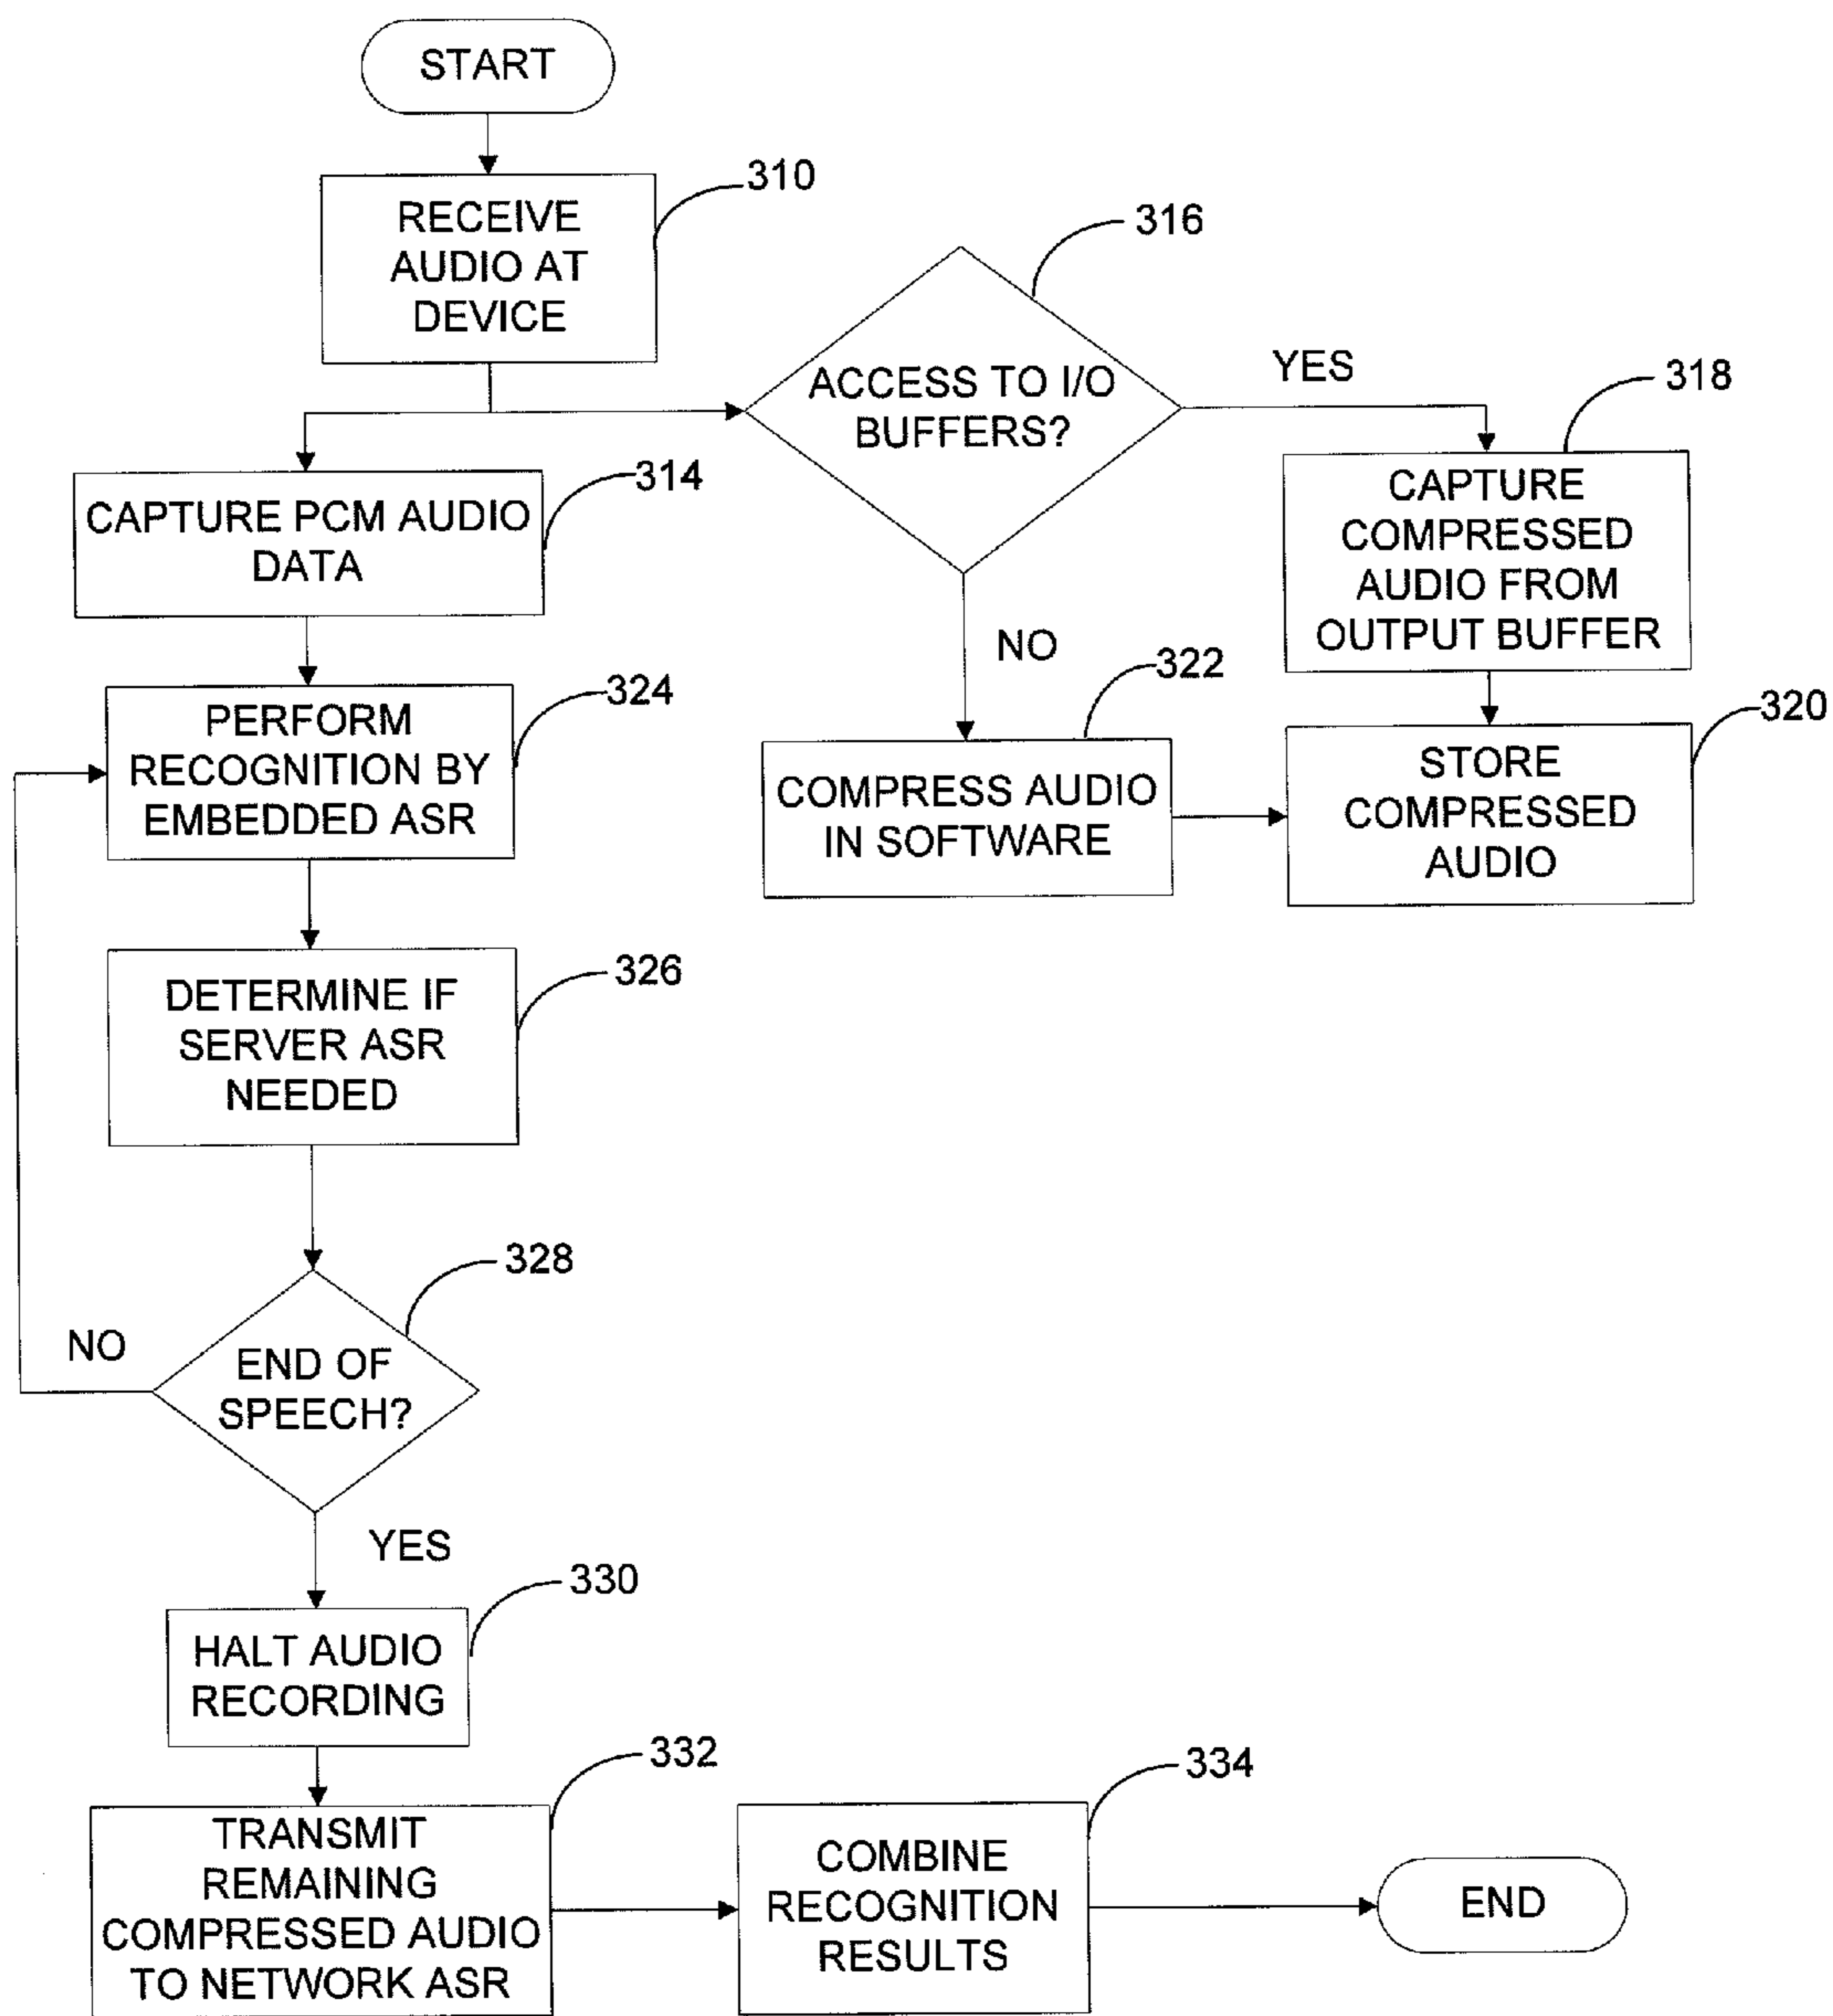 START
310
RECEIVE
AUDIO AT
DEVICE
316
ACCESS TO I/O
BUFFERS?
YES
318
CAPTURE
COMPRESSED
AUDIO FROM
OUTPUT BUFFER
314
CAPTURE PCM AUDIO
DATA
NO
322
COMPRESS AUDIO
IN SOFTWARE
320
STORE
COMPRESSED
AUDIO
324
PERFORM
RECOGNITION BY
EMBEDDED ASR
326
DETERMINE IF
SERVER ASR
NEEDED
328
END OF
SPEECH?
NO
YES
330
HALT AUDIO
RECORDING
332
TRANSMIT
REMAINING
COMPRESSED AUDIO
TO NETWORK ASR
334
COMBINE
RECOGNITION
RESULTS
END